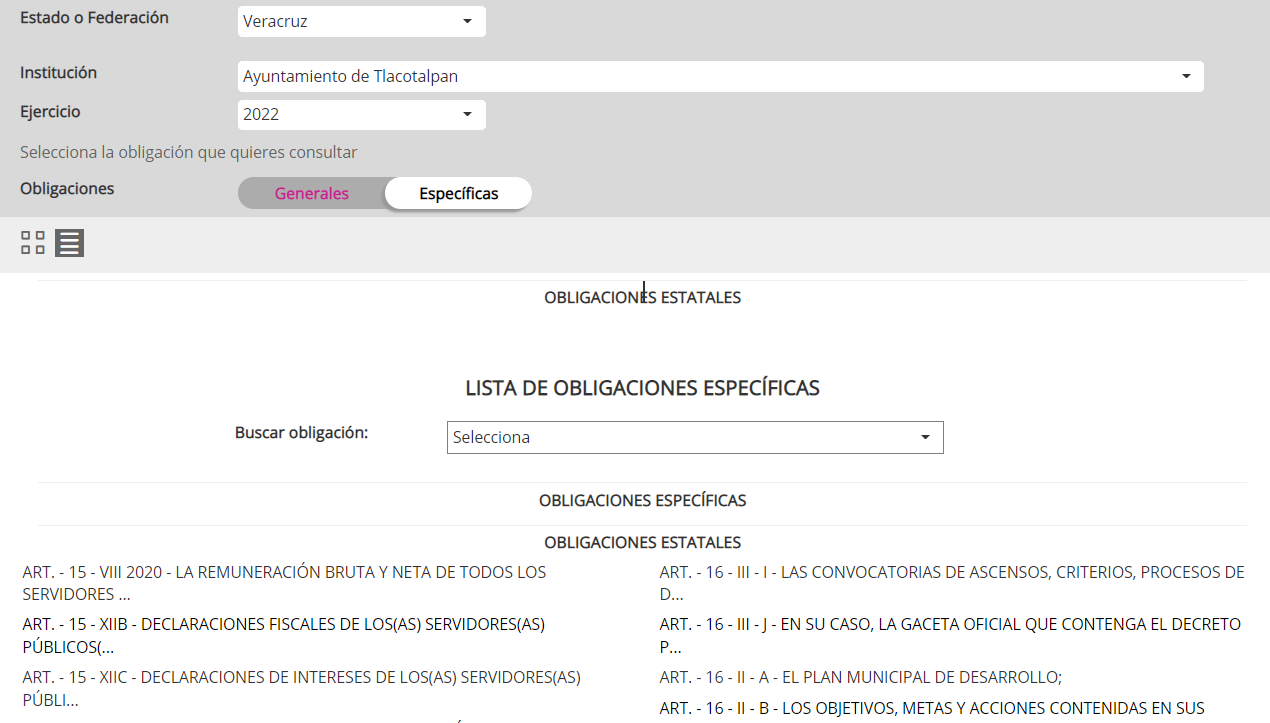 Estado o Federación
Veracruz
Institución
Ayuntamiento de Tlacotalpan
Ejercicio
2022
Selecciona la obligación que quieres consultar
Obligaciones
Generales
Específicas
OBLIGACIONES ESTATALES
LISTA DE OBLIGACIONES ESPECÍFICAS
Buscar obligación:
Selecciona
OBLIGACIONES ESPECÍFICAS
OBLIGACIONES ESTATALES
ART. - 15 - VIII 2020 - LA REMUNERACIÓN BRUTA Y NETA DE TODOS LOS
SERVIDORES ...
ART. - 15 - XIIB - DECLARACIONES FISCALES DE LOS(AS) SERVIDORES(AS)
PÚBLICOS(...
ART. - 15 - XIIC - DECLARACIONES DE INTERESES DE LOS(AS) SERVIDORES(AS)
PÚBLI...
ART. - 16 - III - I - LAS CONVOCATORIAS DE ASCENSOS, CRITERIOS, PROCESOS DE
D...
ART. - 16 - III - J - EN SU CASO, LA GACETA OFICIAL QUE CONTENGA EL DECRETO
P...
ART. - 16 - II - A - EL PLAN MUNICIPAL DE DESARROLLO;
ART. - 16 - II - B - LOS OBJETIVOS, METAS Y ACCIONES CONTENIDAS EN SUS